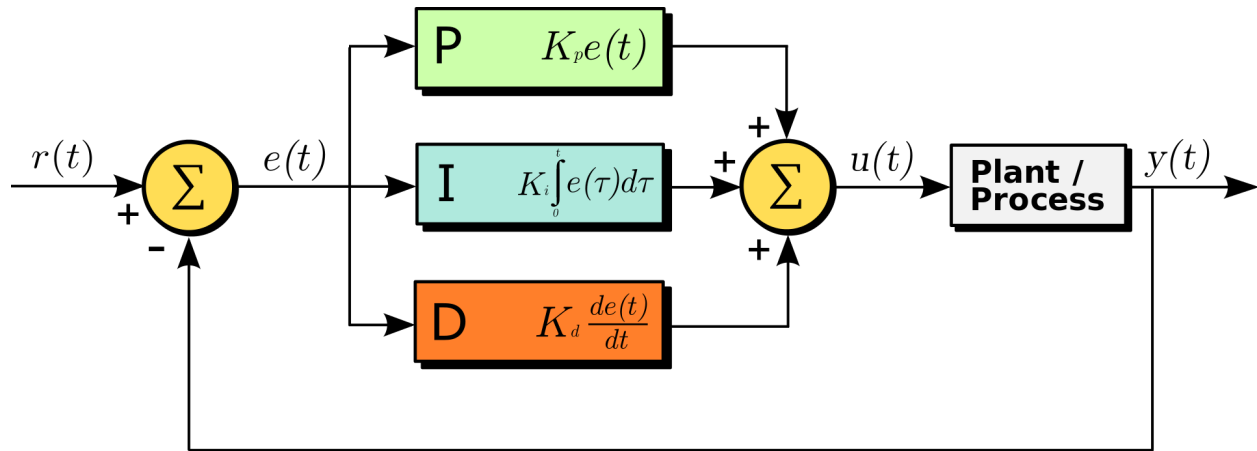 P K_p e(t)
r(t)
Σ
+
-
e(t)
I K_i ∫_0^t e(τ)dτ
+
+
+
Σ
u(t)
Plant /
Process
y(t)
D K_d de(t)/dt